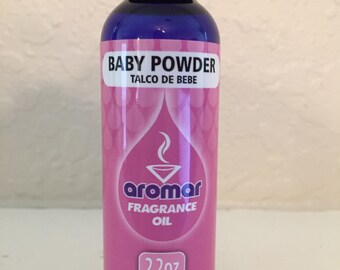 BABY POWDER
TALCO DE BEBE
aromar
FRAGRANCE
OIL